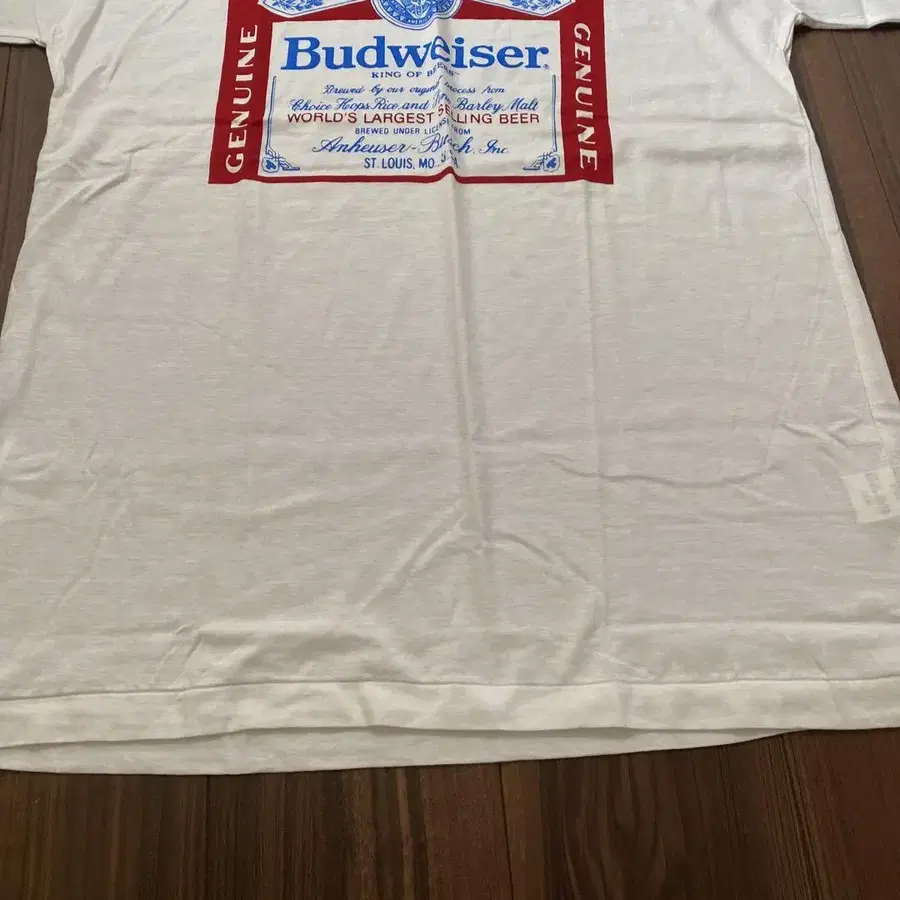 GENUINE
Budweiser
KING OF BEERS
Brewed by our original process from
Choice Hoops, Rice and Barley Malt
WORLD'S LARGEST SELLING BEER
BREWED UNDER LICENSE FROM
Anheuser-Busch, Inc.
ST. LOUIS, MO.
GENUINE